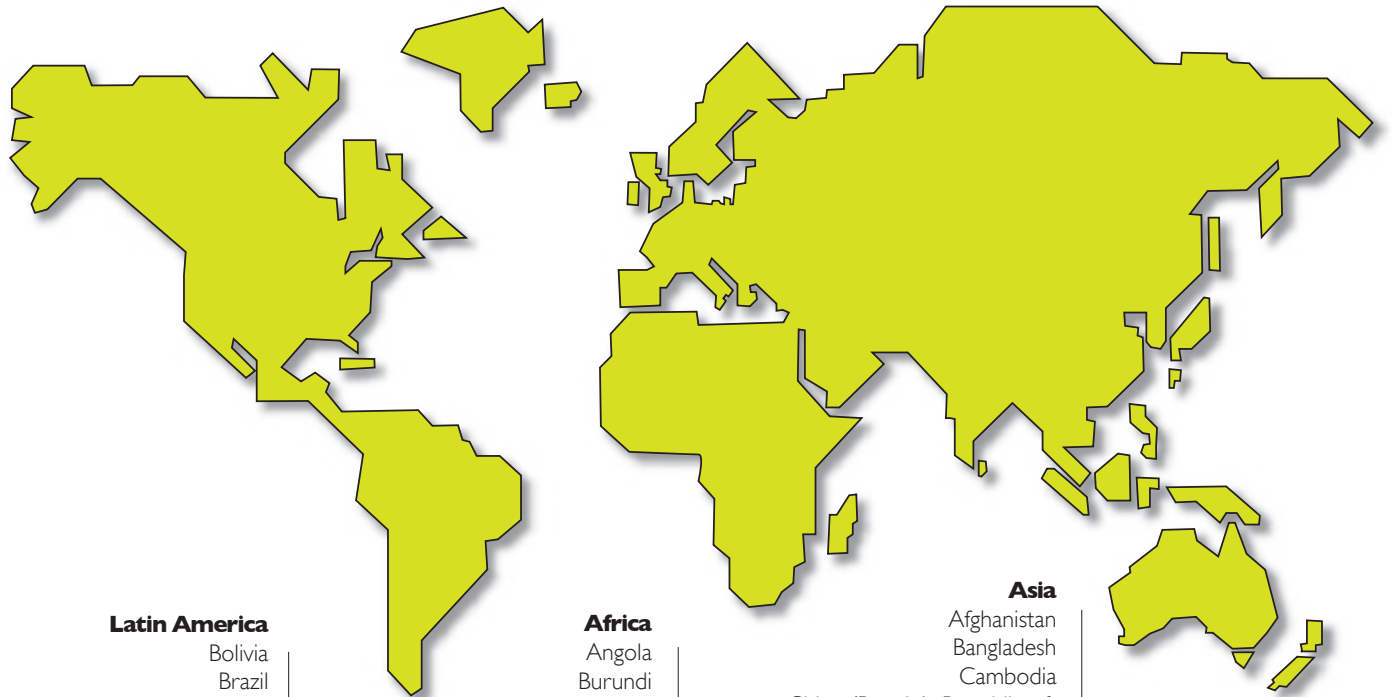 Latin America
Bolivia
Brazil
Africa
Angola
Burundi
Asia
Afghanistan
Bangladesh
Cambodia